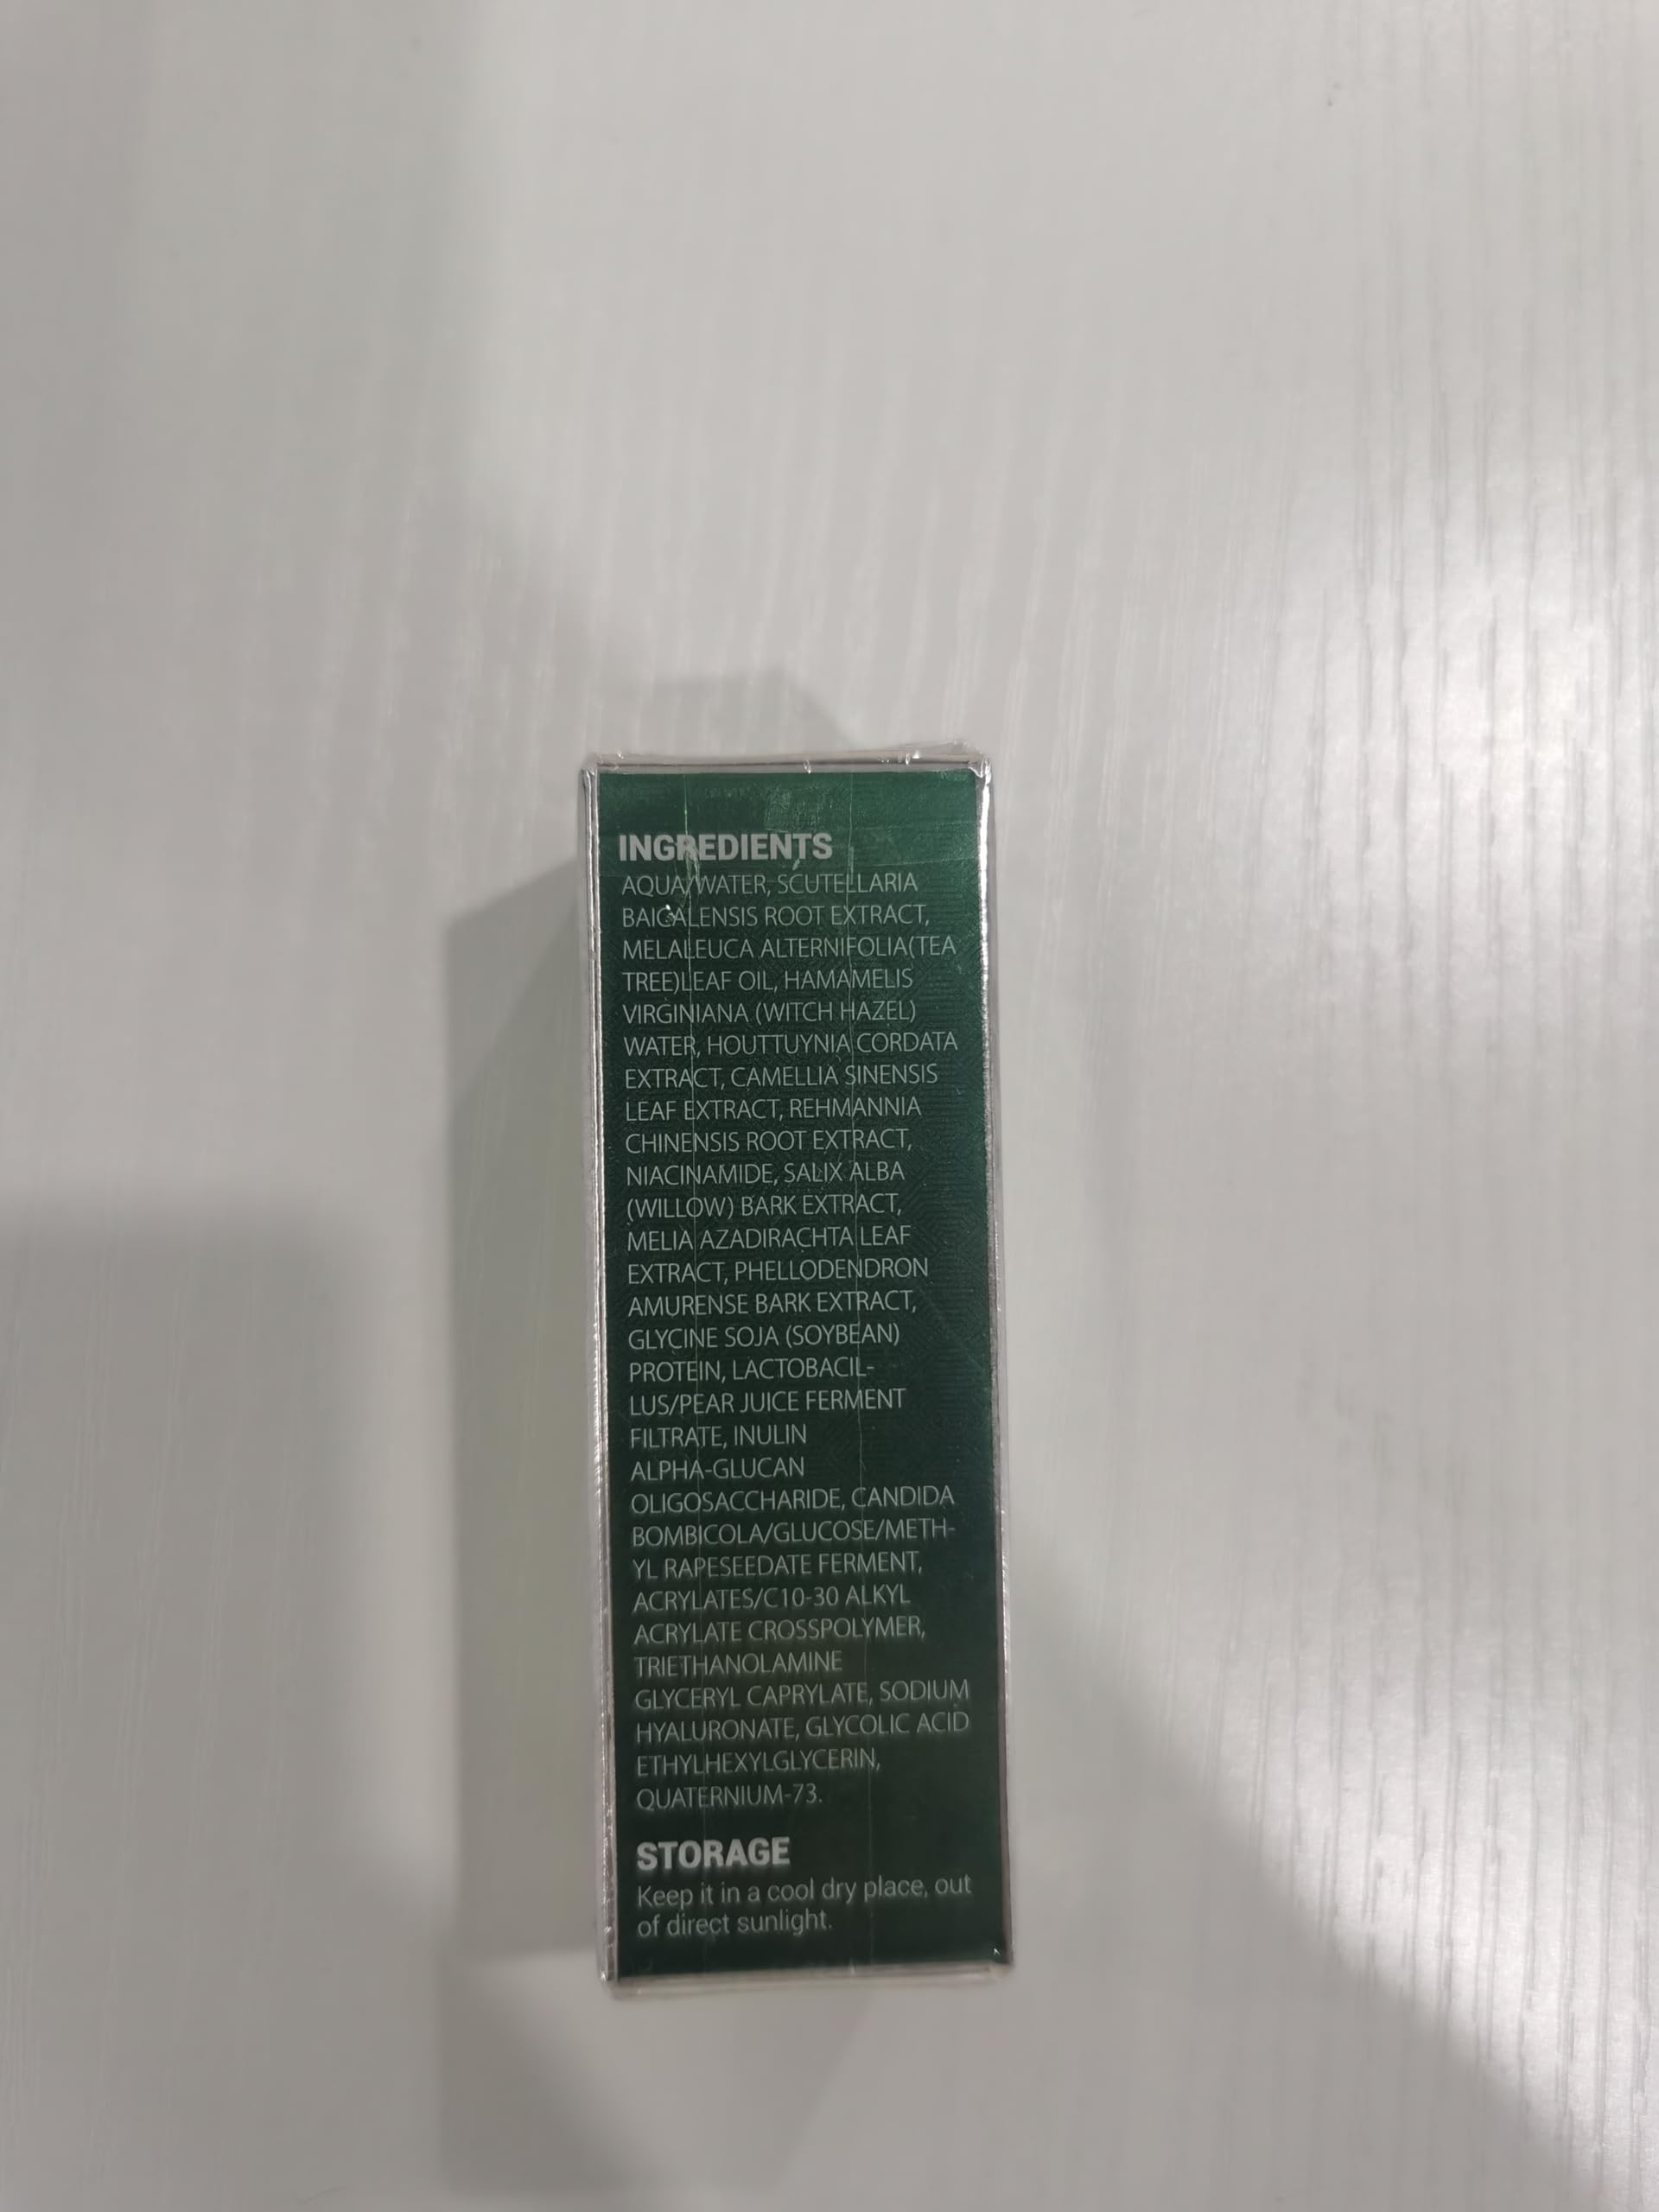 INGREDIENTS
AQUA/WATER, SCUTELLARIA
BAICALENSIS ROOT EXTRACT,
MELALEUCA ALTERNIFOLIA(TEA
TREE)LEAF OIL, HAMAMELIS
VIRGINIANA (WITCH HAZEL)
WATER, HOUTTUYNIA CORDATA
EXTRACT, CAMELLIA SINENSIS
LEAF EXTRACT, REHMANNIA
CHINENSIS ROOT EXTRACT,
NIACINAMIDE, SALIX ALBA
(WILLOW) BARK EXTRACT,
MELIA AZADIRACHTA LEAF
EXTRACT, PHELLODENDRON
AMURENSE BARK EXTRACT,
GLYCINE SOJA (SOYBEAN)
PROTEIN, LACTOBACIL-
LUS/PEAR JUICE FERMENT
FILTRATE, INULIN
ALPHA-GLUCAN
OLIGOSACCHARIDE, CANDIDA
BOMBICOLA/GLUCOSE/METH-
YL RAPESEEDATE FERMENT,
ACRYLATES/C10-30 ALKYL
ACRYLATE CROSSPOLYMER,
TRIETHANOLAMINE
GLYCERYL CAPRYLATE, SODIUM
HYALURONATE, GLYCOLIC ACID
ETHYLHEXYLGLYCERIN,
QUATERNIUM-73.
STORAGE
Keep it in a cool dry place, out
of direct sunlight.